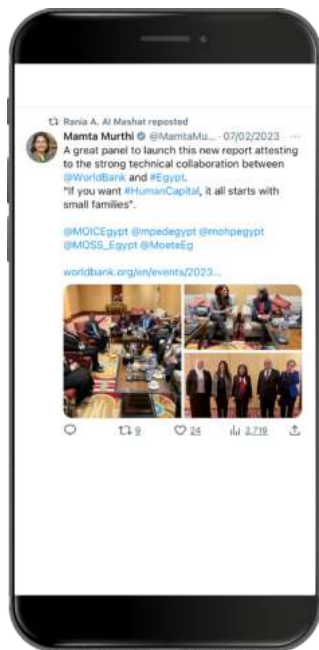 Rania A. Al Mashat reposted
Mamta Murthi @MamtaMu... · 07/02/2023 ...
A great panel to launch this new report attesting
to the strong technical collaboration between
@WorldBank and #Egypt.
"If you want #HumanCapital, it all starts with
small families".
@MOICEgypt @mpedegypt @mohpegypt
@MOSS_Egypt @MoeteEg
worldbank.org/en/events/2023...
9 24 2,719